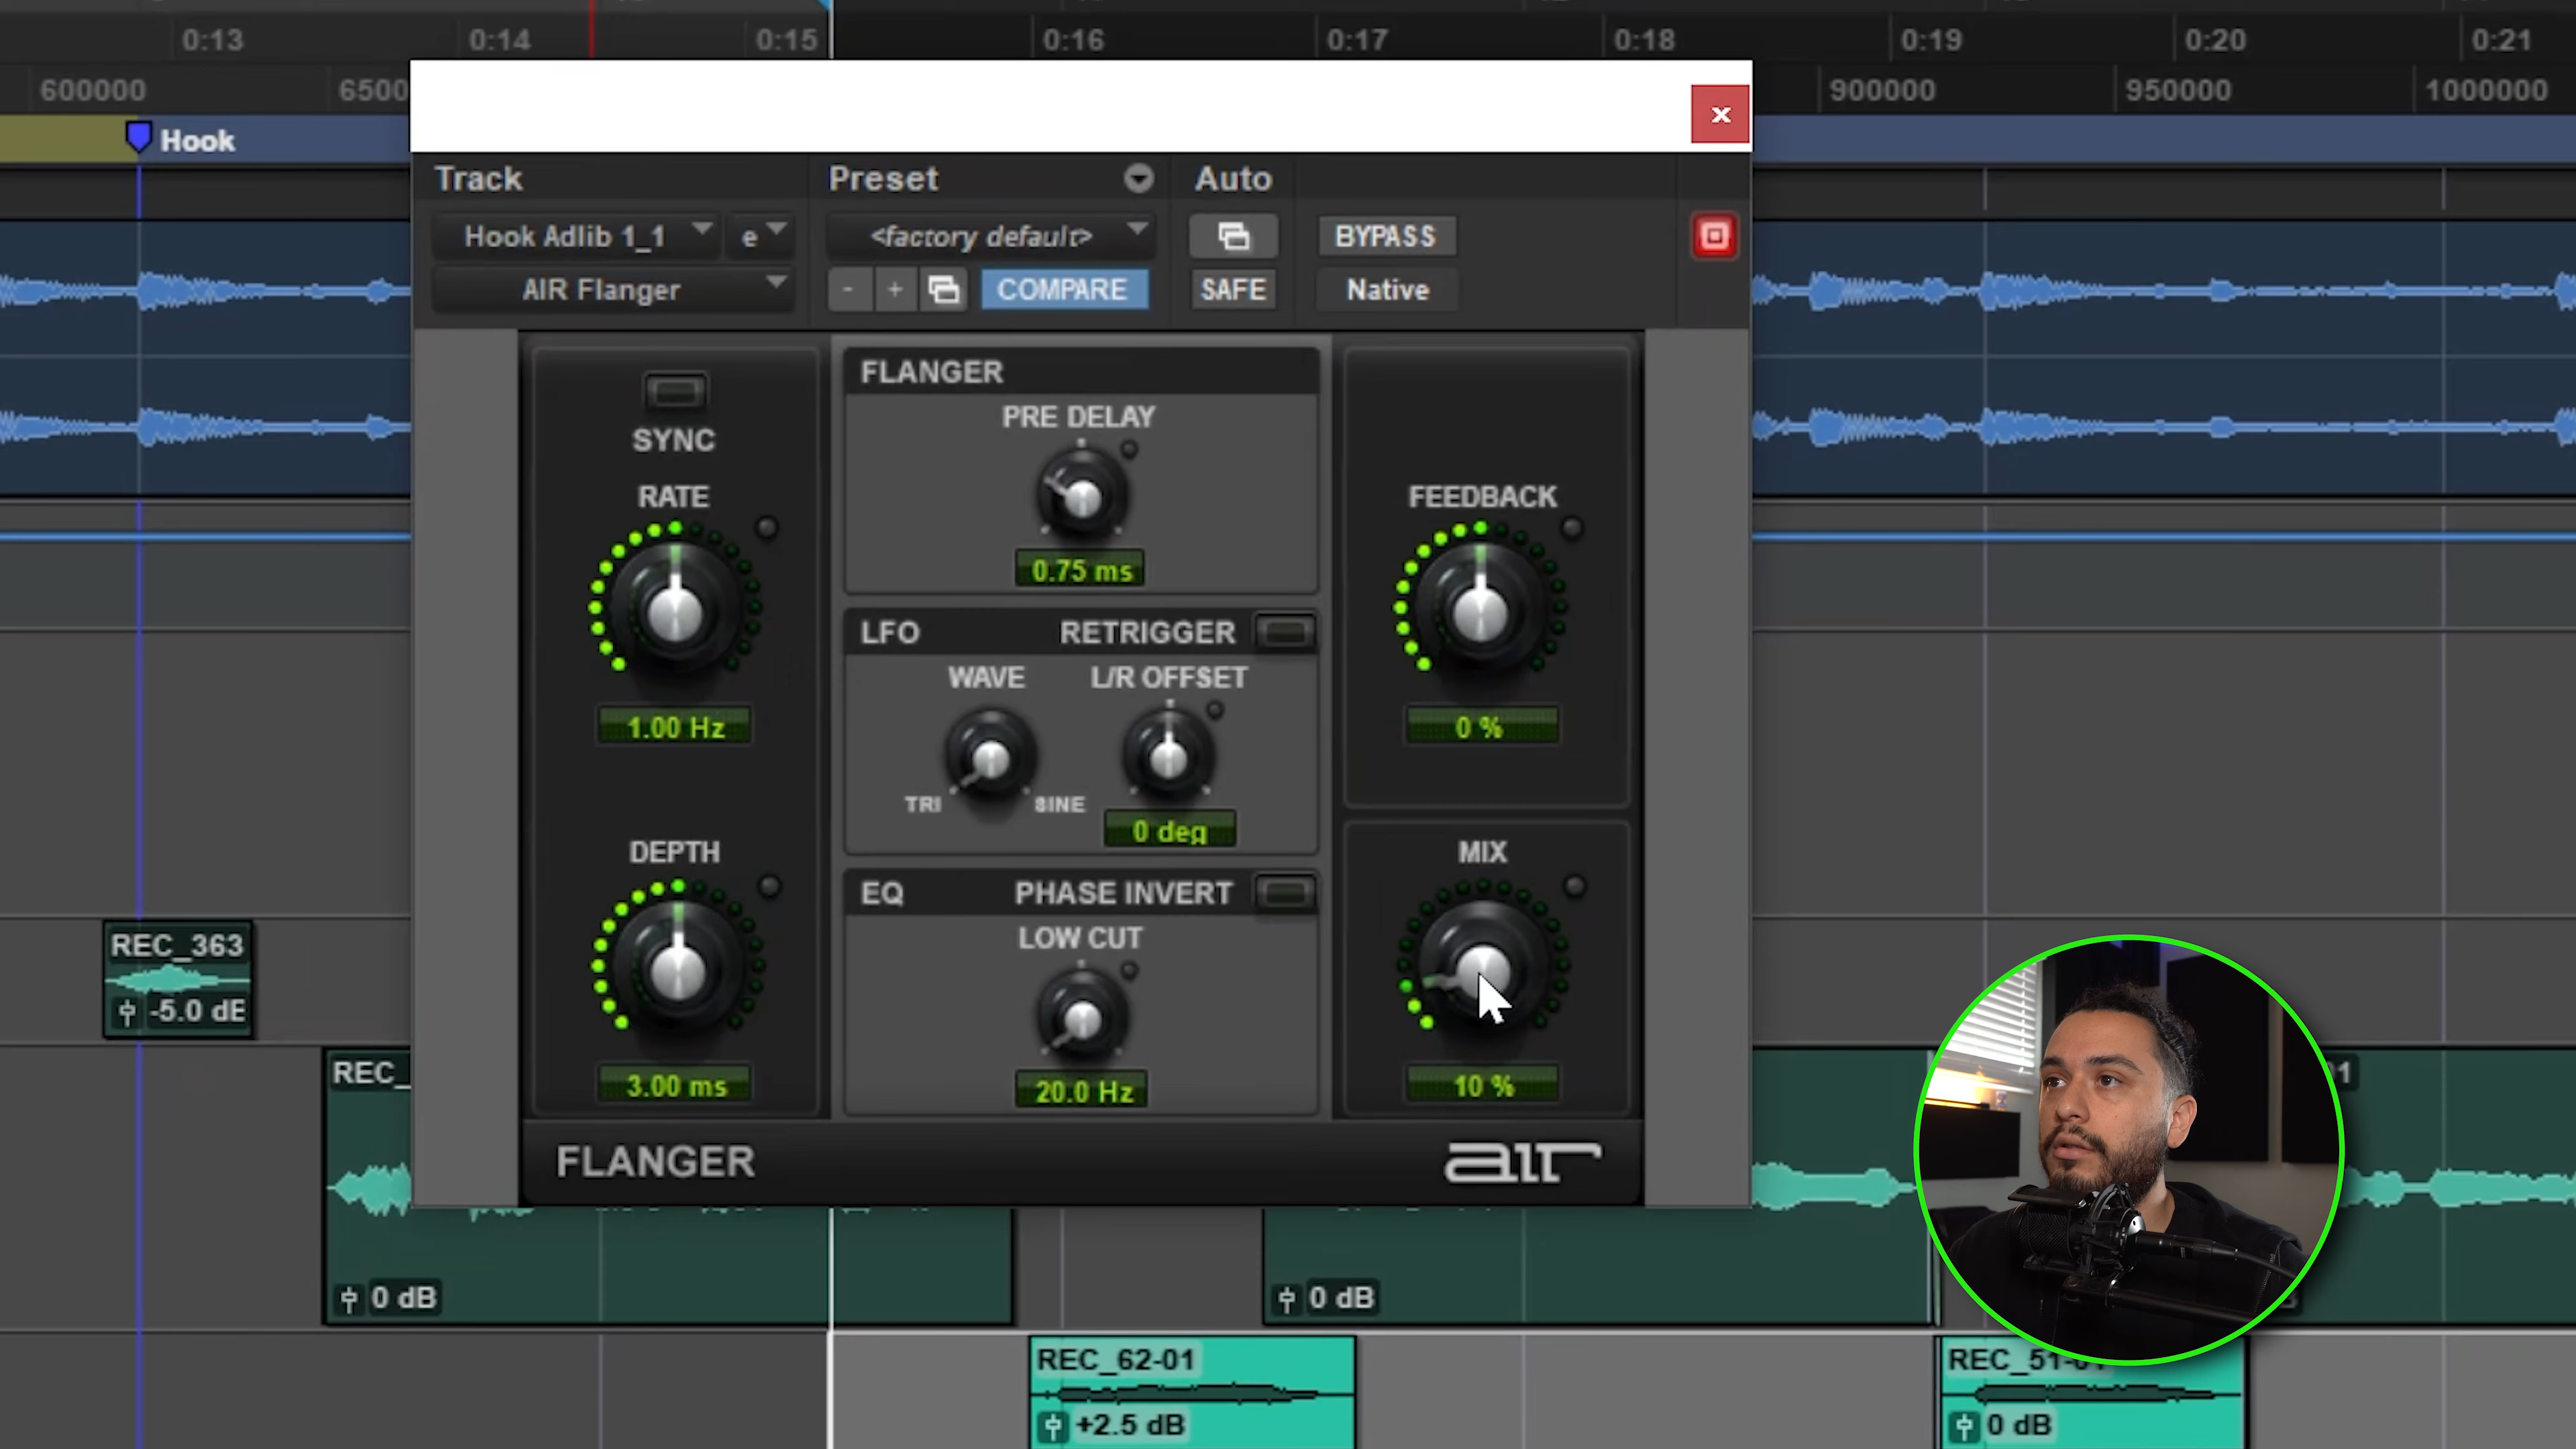 0:13 0:14 0:15 0:16 0:17 0:18 0:19 0:20 0:21
600000 6500 900000 950000 1000000
Hook
Track Preset Auto
Hook Adlib 1_1 e <factory default> BYPASS
AIR Flanger - + COMPARE SAFE Native
SYNC
RATE
1.00 Hz
DEPTH
3.00 ms
FLANGER
PRE DELAY
0.75 ms
LFO RETRIGGER
WAVE L/R OFFSET
TRI SINE
0 deg
EQ PHASE INVERT
LOW CUT
20.0 Hz
FEEDBACK
0 %
MIX
10 %
FLANGER air
REC_363
-5.0 dE
REC_
0 dB
0 dB
REC_62-01
+2.5 dB
REC_51-01
0 dB